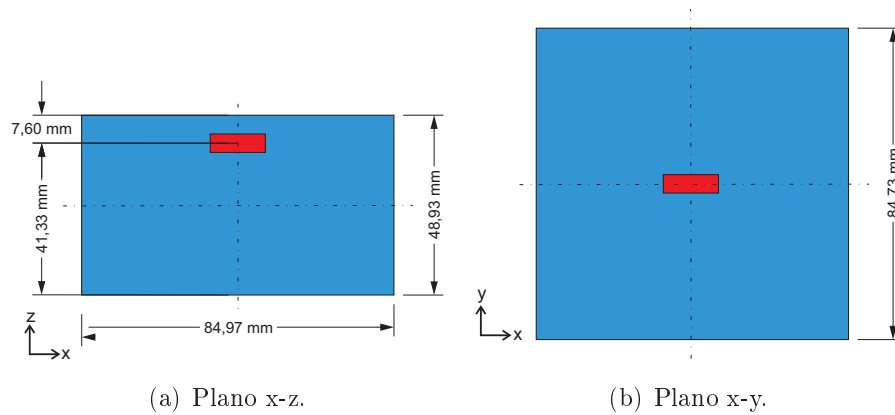 7,60 mm
41,33 mm
48,93 mm
84,97 mm
z
x
(a) Plano x-z.
84,73 mm
y
x
(b) Plano x-y.